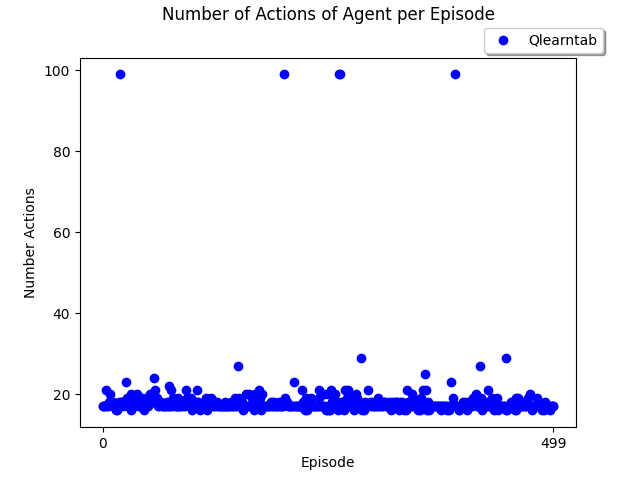 Number of Actions of Agent per Episode
Qlearntab
100
80
60
40
20
Number Actions
0
499
Episode